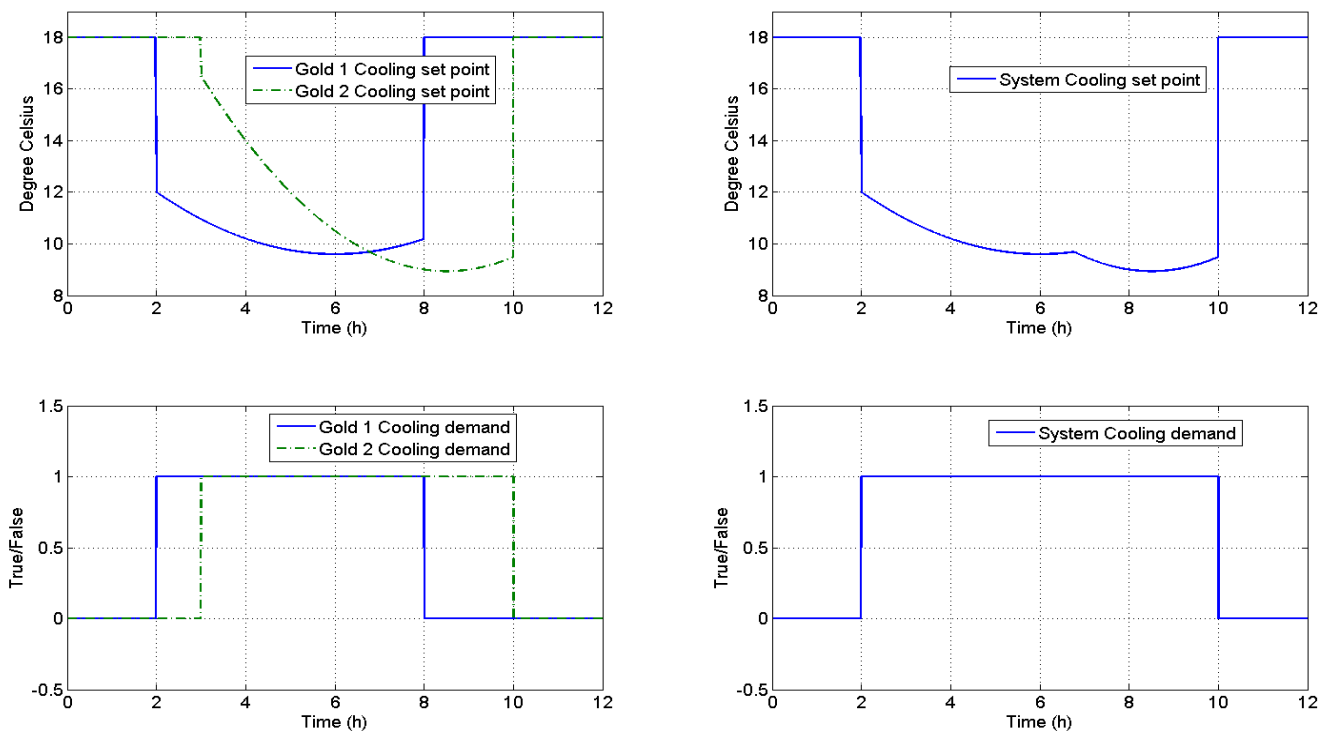 18
16
14
12
10
8
Degree Celsius
Gold 1 Cooling set point
Gold 2 Cooling set point
0 2 4 6 8 10 12
Time (h)
18
16
14
12
10
8
Degree Celsius
System Cooling set point
0 2 4 6 8 10 12
Time (h)
1.5
1
0.5
0
-0.5
True/False
Gold 1 Cooling demand
Gold 2 Cooling demand
0 2 4 6 8 10 12
Time (h)
1.5
1
0.5
0
-0.5
True/False
System Cooling demand
0 2 4 6 8 10 12
Time (h)